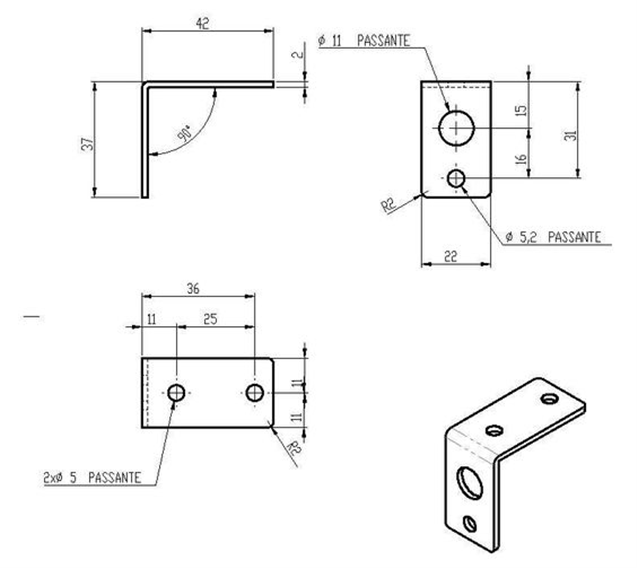 42
Ø 11 PASSANTE
2
37
90°
15
31
16
R2
Ø 5,2 PASSANTE
22
36
11
25
11
11
R2
2xØ 5 PASSANTE